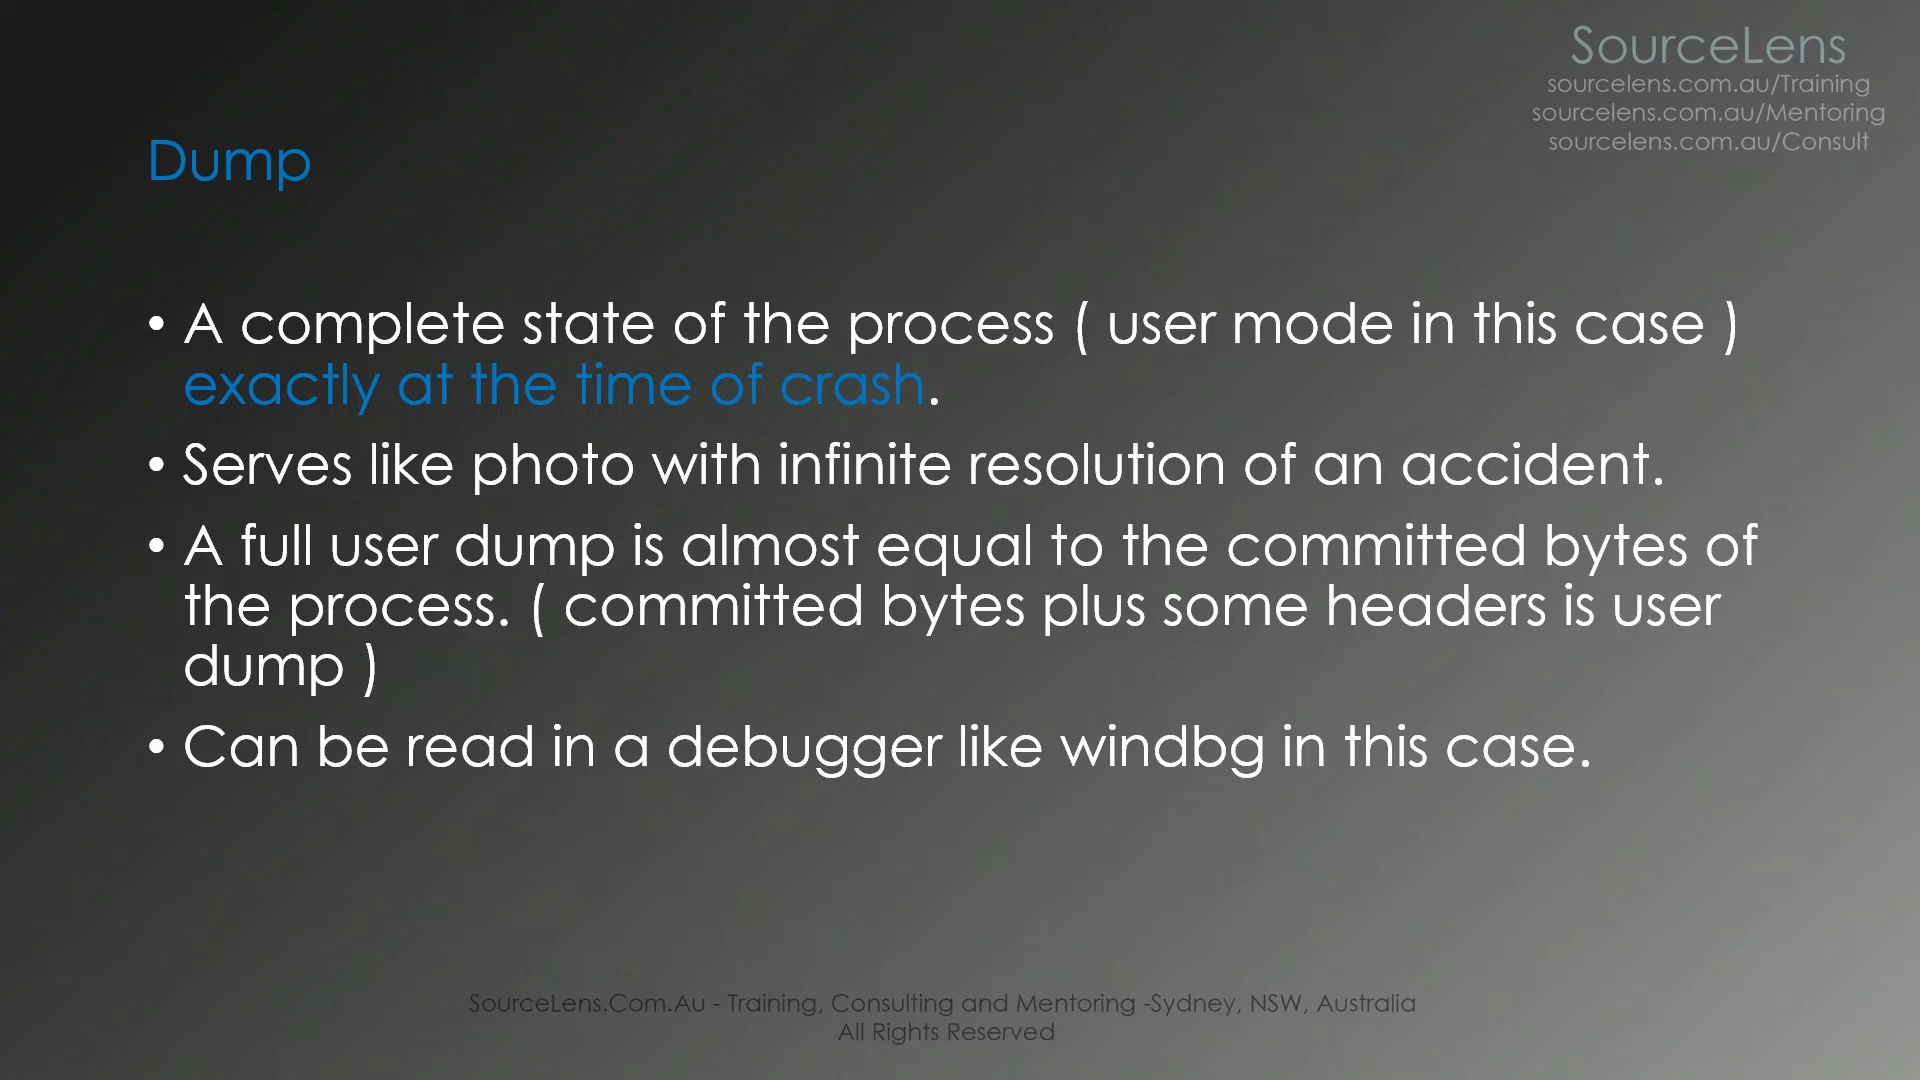 SourceLens
sourcelens.com.au/Training
sourcelens.com.au/Mentoring
sourcelens.com.au/Consult
Dump
• A complete state of the process ( user mode in this case )
exactly at the time of crash.
• Serves like photo with infinite resolution of an accident.
• A full user dump is almost equal to the committed bytes of
the process. ( committed bytes plus some headers is user
dump )
• Can be read in a debugger like windbg in this case.
SourceLens.Com.Au - Training, Consulting and Mentoring -Sydney, NSW, Australia
All Rights Reserved